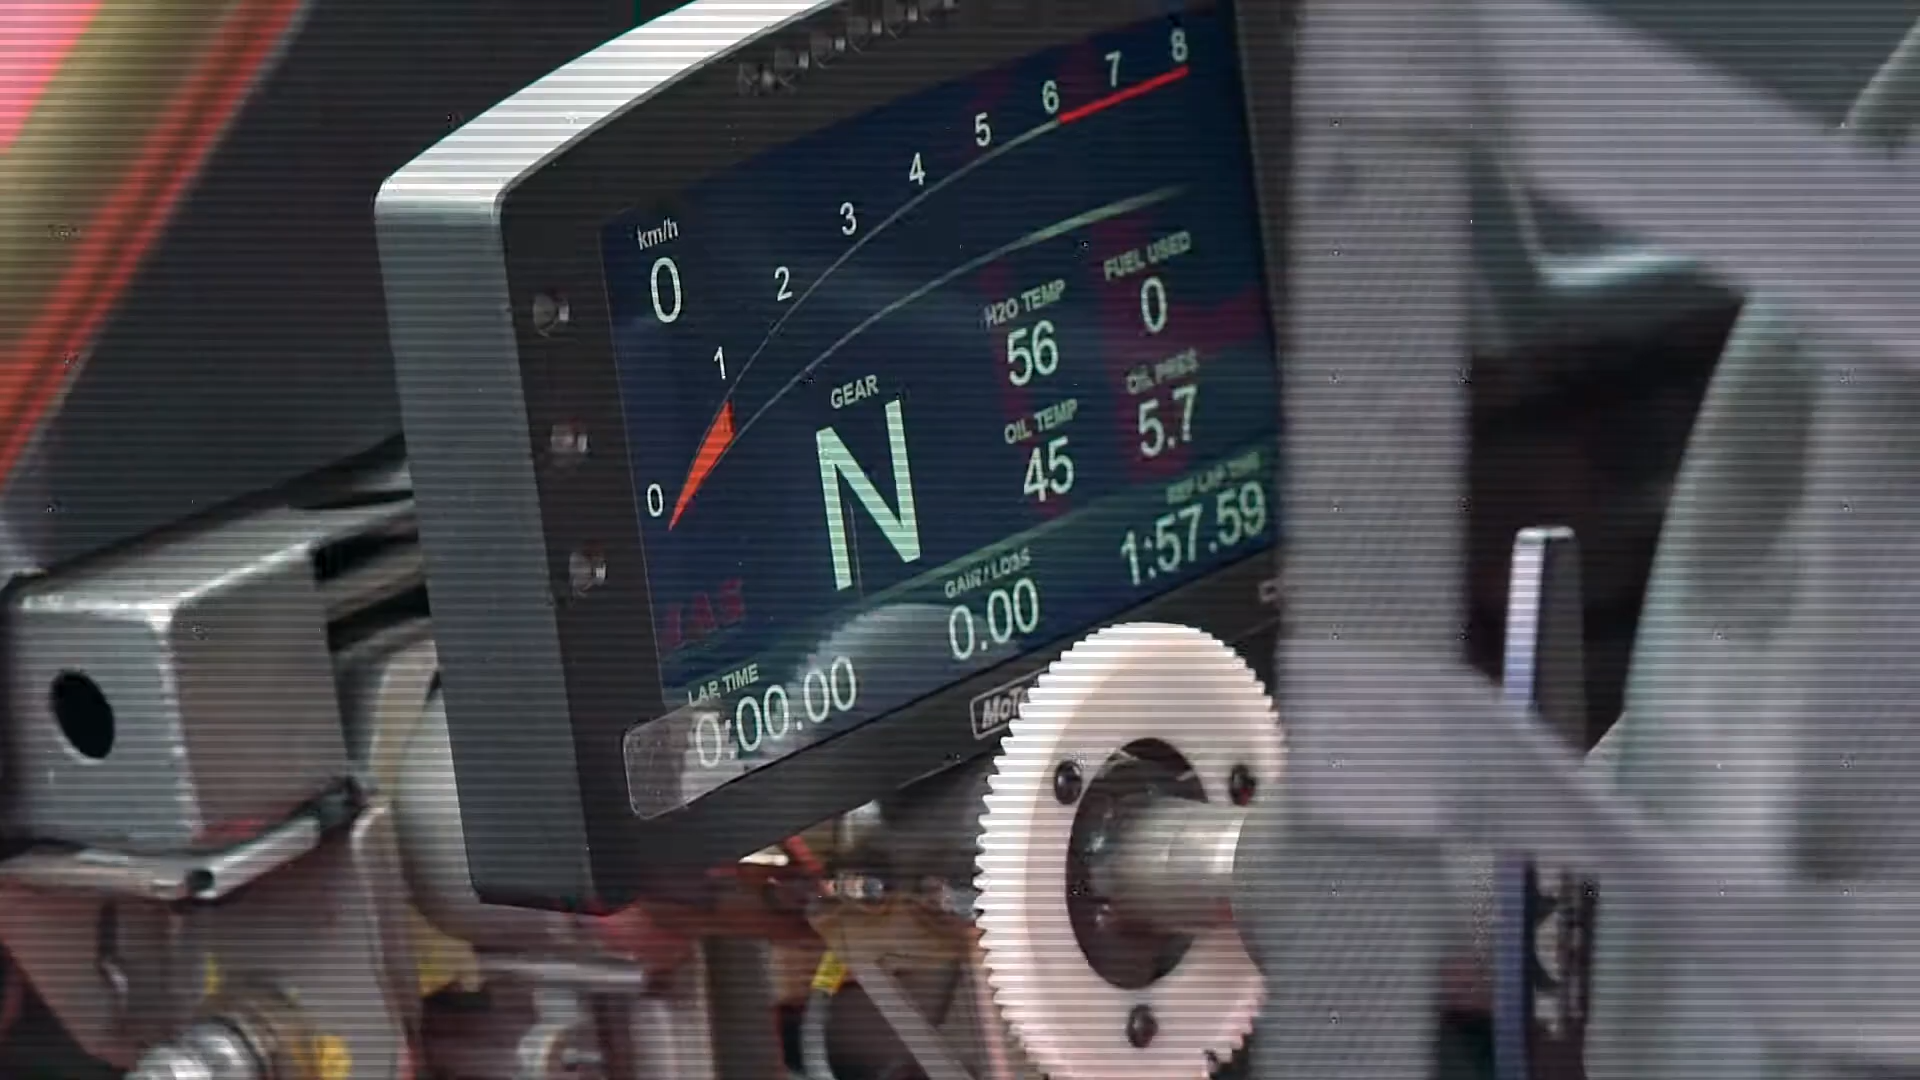 8
7
6
5
4
3
2
1
0
km/h
0
GEAR
N
H2O TEMP
56
FUEL USED
0
OIL TEMP
45
OIL PRES
5.7
LAP TIME
0:00.00
GAIN / LOSS
0.00
REF LAP TIME
1:57.59